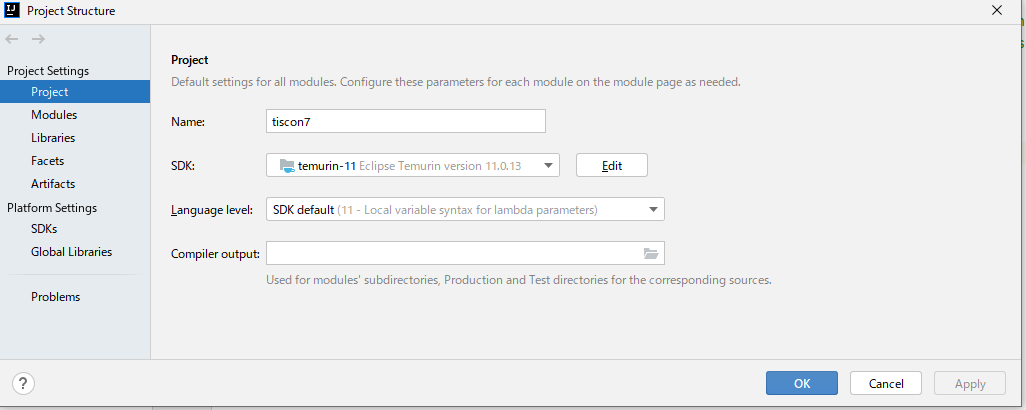 IJ Project Structure
Project Settings
Project
Modules
Libraries
Facets
Artifacts
Platform Settings
SDKs
Global Libraries
Problems
Project
Default settings for all modules. Configure these parameters for each module on the module page as needed.
Name: tiscon7
SDK: temurin-11 Eclipse Temurin version 11.0.13 Edit
Language level: SDK default (11 - Local variable syntax for lambda parameters)
Compiler output:
Used for modules' subdirectories, Production and Test directories for the corresponding sources.
? OK Cancel Apply